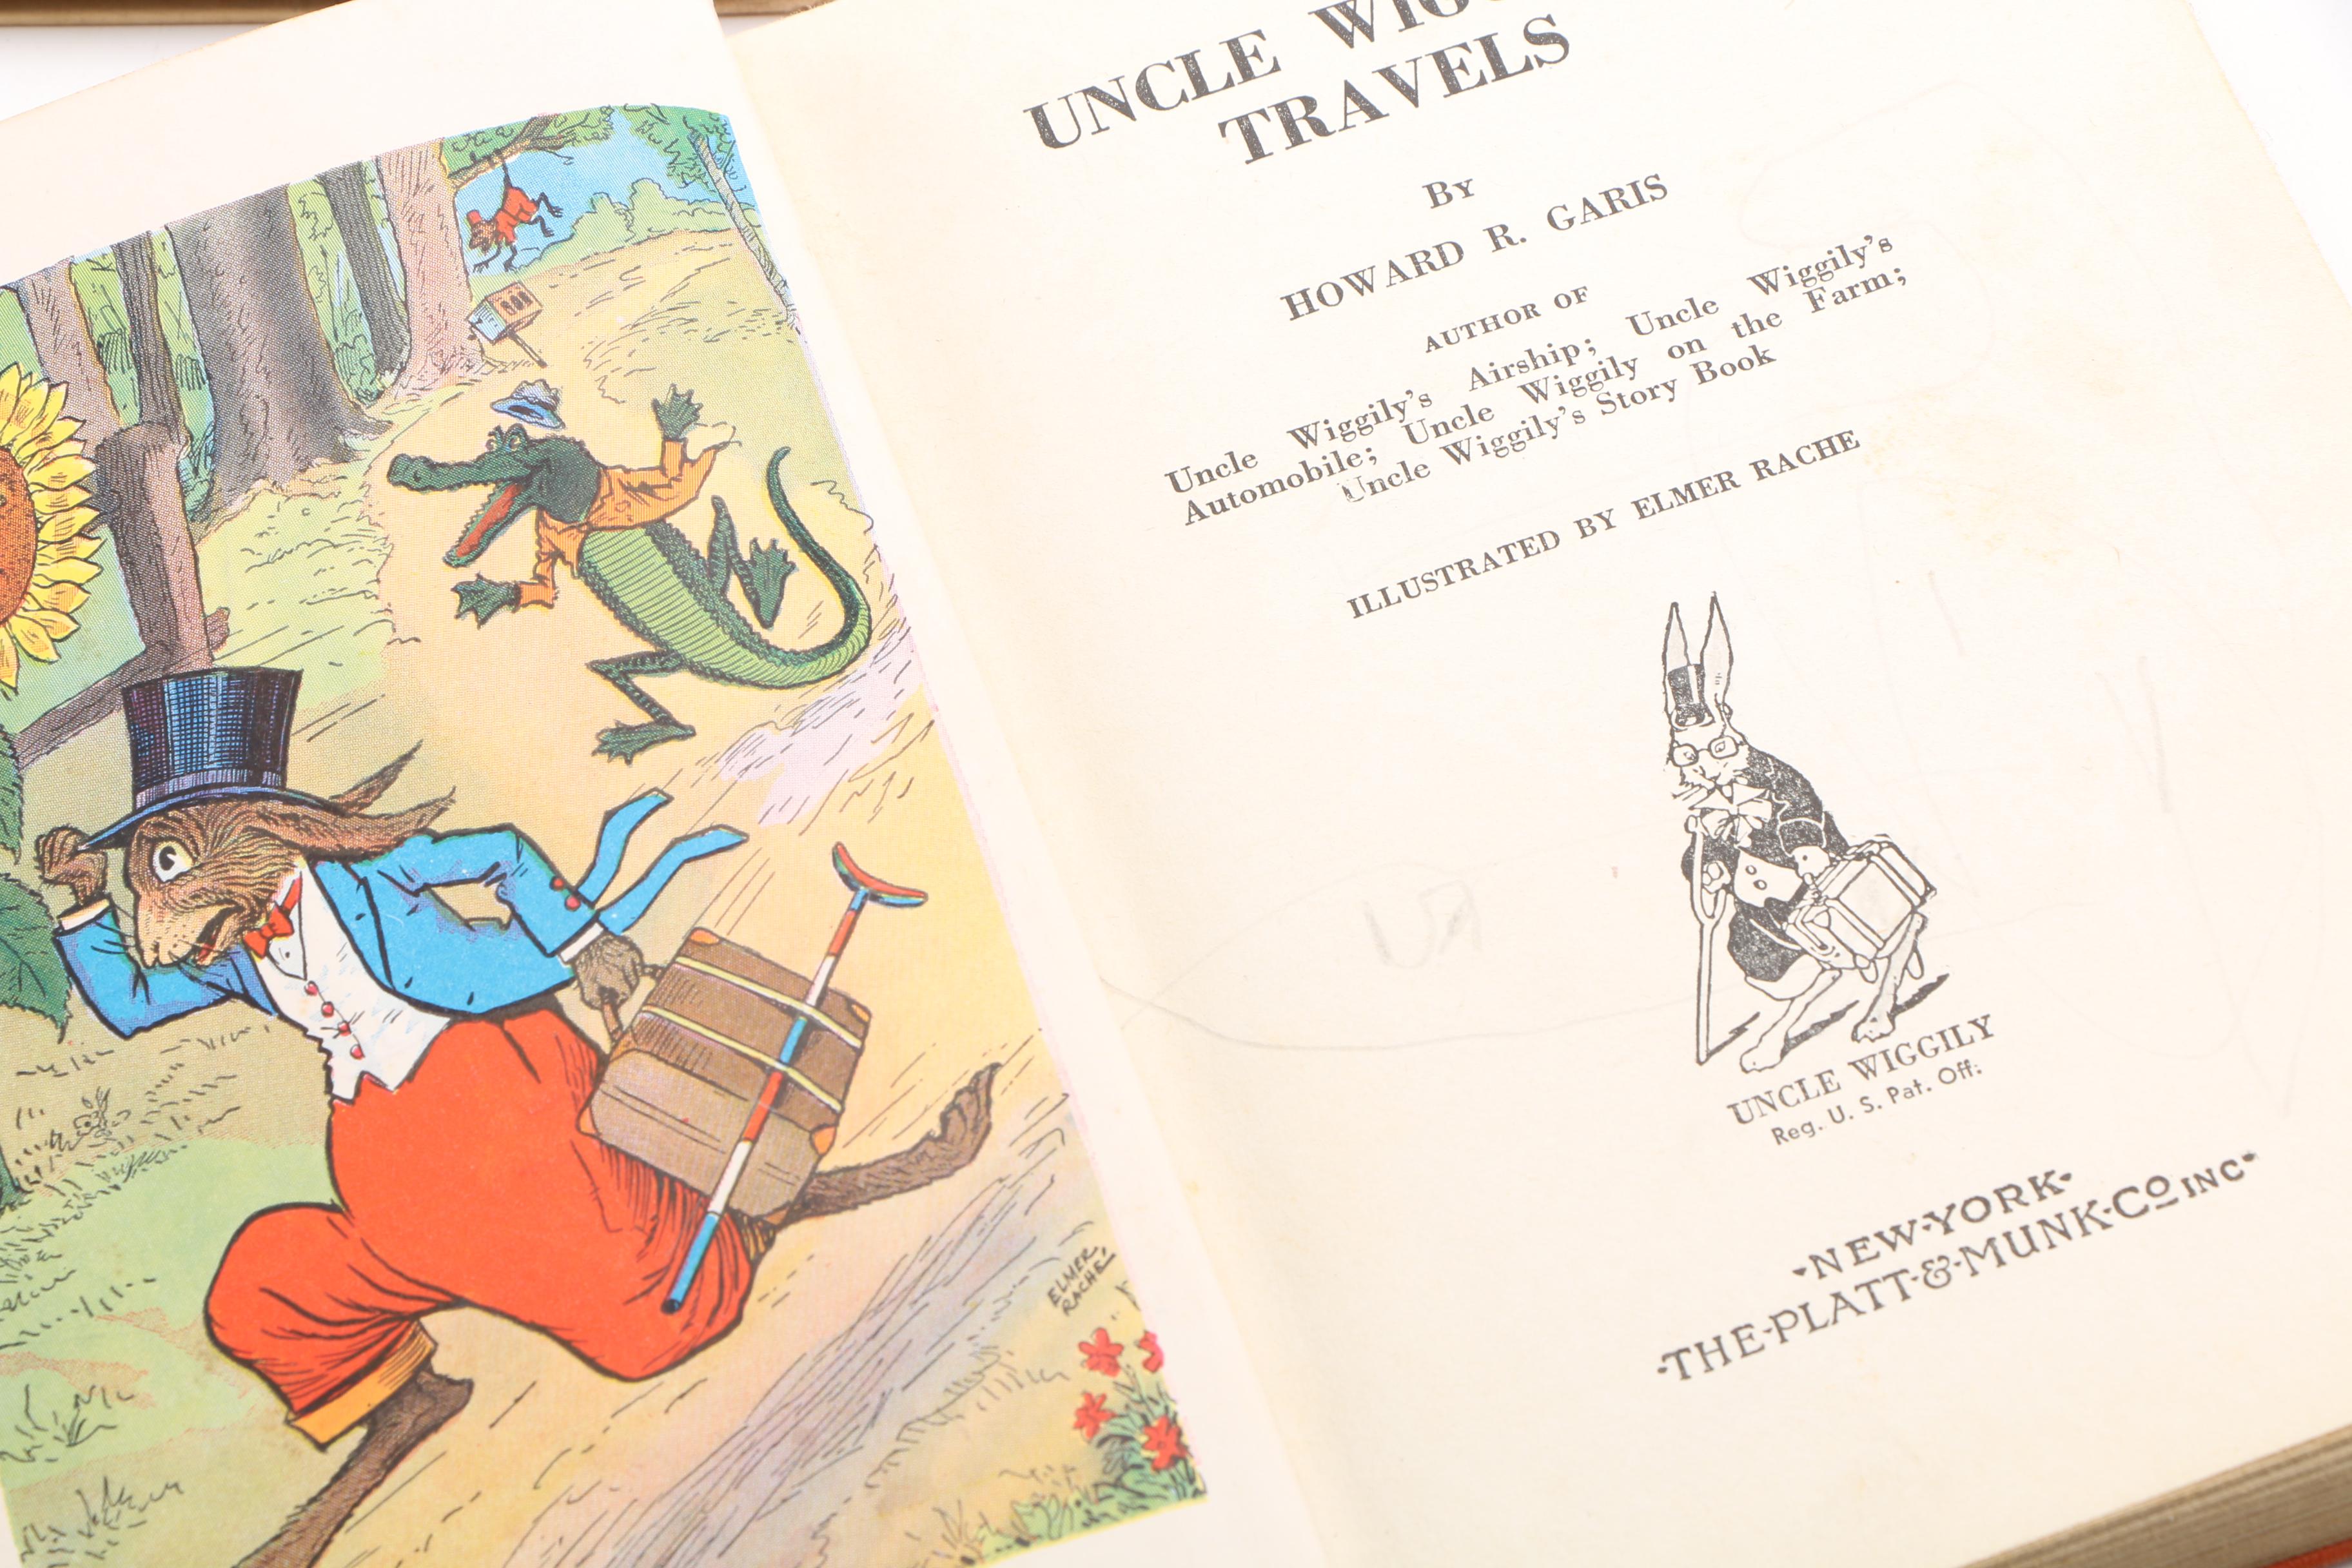 UNCLE
TRAVELS
BY
HOWARD R. GARIS
AUTHOR OF
Uncle Wiggily's Airship; Uncle Wiggily's
Automobile; Uncle Wiggily on the Farm;
Uncle Wiggily's Story Book
ILLUSTRATED BY ELMER RACHE
UNCLE WIGGILY
Reg. U. S. Pat. Off:
·NEW·YORK·
·THE·PLATT·&·MUNK·Co INC·
ELMER
RACHE